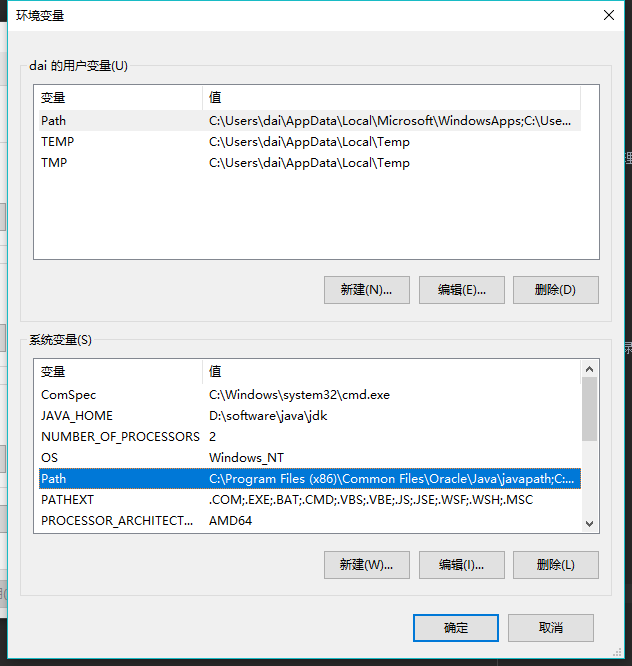 环境变量
dai 的用户变量(U)
变量 值
Path C:\Users\dai\AppData\Local\Microsoft\WindowsApps;C:\Use...
TEMP C:\Users\dai\AppData\Local\Temp
TMP C:\Users\dai\AppData\Local\Temp
新建(N)... 编辑(E)... 删除(D)
系统变量(S)
变量 值
ComSpec C:\Windows\system32\cmd.exe
JAVA_HOME D:\software\java\jdk
NUMBER_OF_PROCESSORS 2
OS Windows_NT
Path C:\Program Files (x86)\Common Files\Oracle\Java\javapath;C:...
PATHEXT .COM;.EXE;.BAT;.CMD;.VBS;.VBE;.JS;.JSE;.WSF;.WSH;.MSC
PROCESSOR_ARCHITECT... AMD64
新建(W)... 编辑(I)... 删除(L)
确定 取消